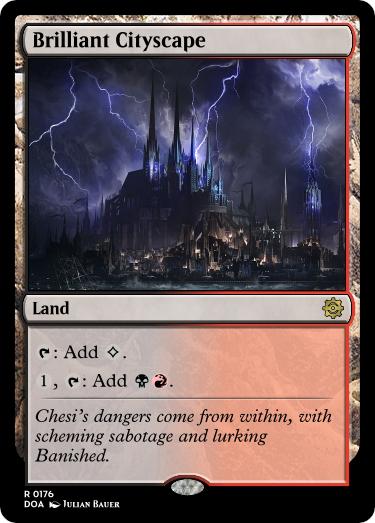 Brilliant Cityscape
Land
: Add .
1 , : Add .
Chesi's dangers come from within, with
scheming sabotage and lurking
Banished.
R 0176
DOA Julian Bauer